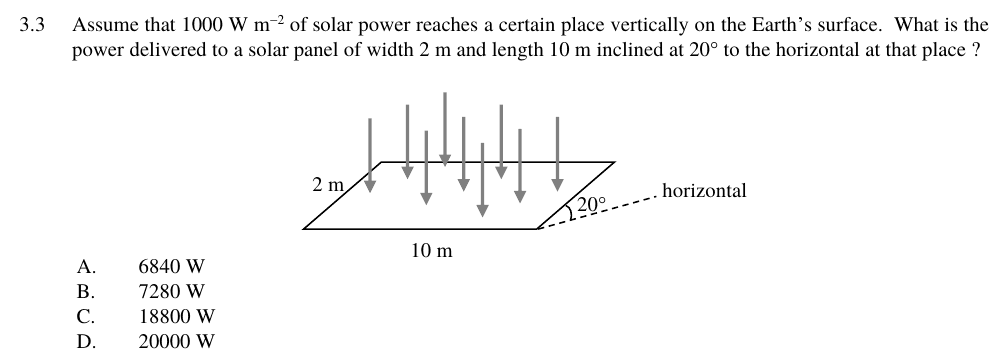 3.3 Assume that 1000 W m⁻² of solar power reaches a certain place vertically on the Earth's surface. What is the
power delivered to a solar panel of width 2 m and length 10 m inclined at 20° to the horizontal at that place ?
2 m
horizontal
20°
10 m
A. 6840 W
B. 7280 W
C. 18800 W
D. 20000 W